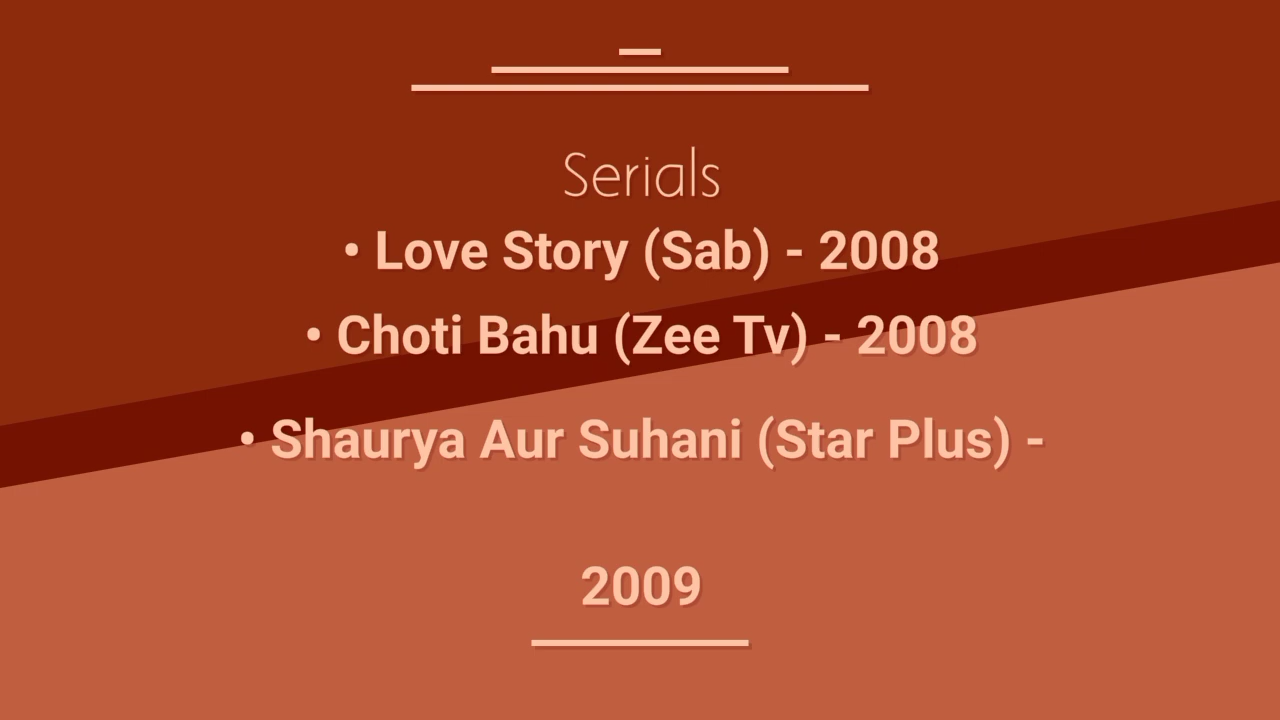 Serials
• Love Story (Sab) - 2008
• Choti Bahu (Zee Tv) - 2008
• Shaurya Aur Suhani (Star Plus) -
2009